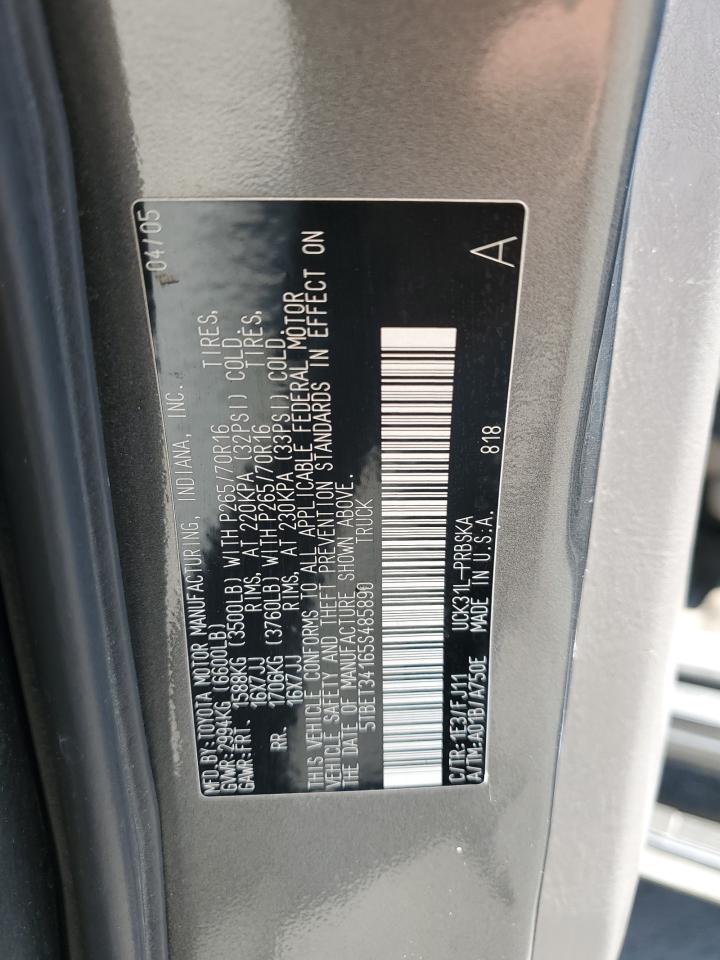 04/05
MFD. BY: TOYOTA MOTOR MANUFACTURING, INDIANA, INC.
GVWR: 2994KG (6600LB)
GAWR: FRT. 1588KG (3500LB) WITH P265/70R16 TIRES,
16X7JJ RIMS, AT 220KPA (32PSI) COLD.
RR. 1706KG (3760LB) WITH P265/70R16 TIRES,
16X7JJ RIMS, AT 230KPA (33PSI) COLD.
THIS VEHICLE CONFORMS TO ALL APPLICABLE FEDERAL MOTOR
VEHICLE SAFETY AND THEFT PREVENTION STANDARDS IN EFFECT ON
THE DATE OF MANUFACTURE SHOWN ABOVE.
5TBET34165S485890 TRUCK
C/TR: 1E3/FJ11 UCK31L-PRBSKA
A/TM: A01B/A750E MADE IN U.S.A. 818
A